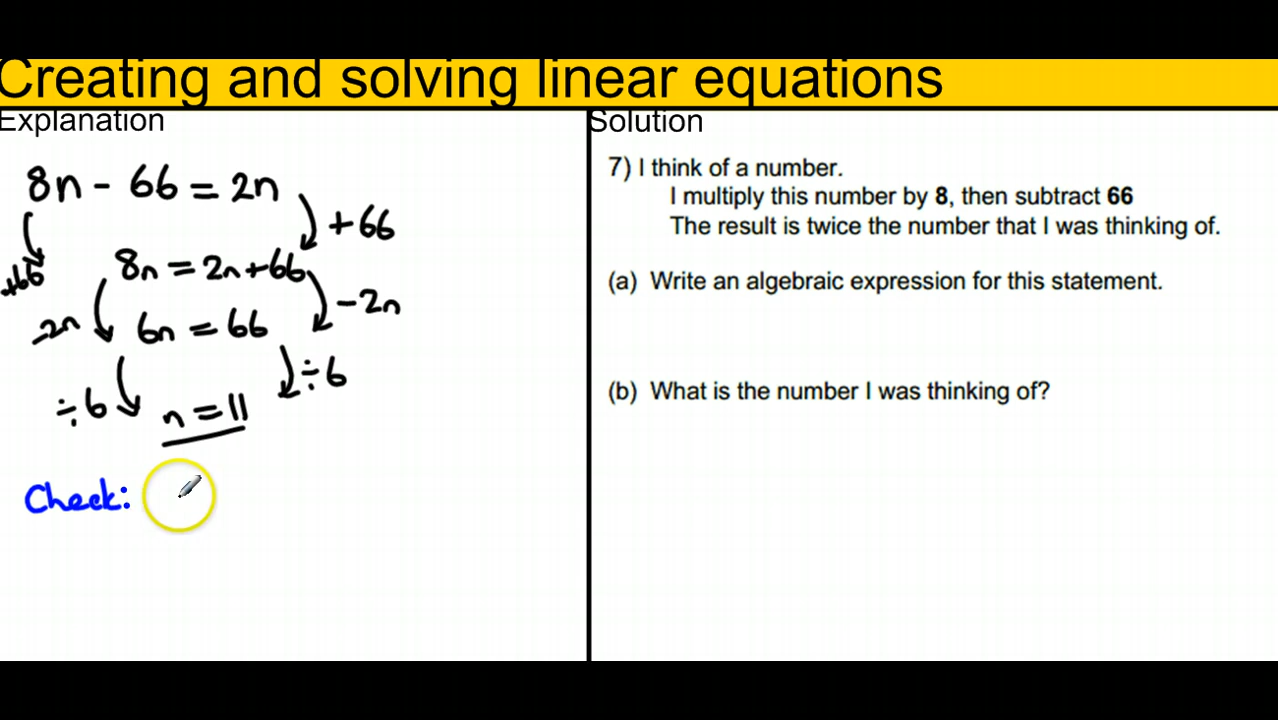 Creating and solving linear equations
Explanation
8n - 66 = 2n
+66
+66
8n = 2n+66
-2n
-2n
6n = 66
÷6
÷6
n = 11
Check:
Solution
7) I think of a number.
I multiply this number by 8, then subtract 66
The result is twice the number that I was thinking of.
(a) Write an algebraic expression for this statement.
(b) What is the number I was thinking of?